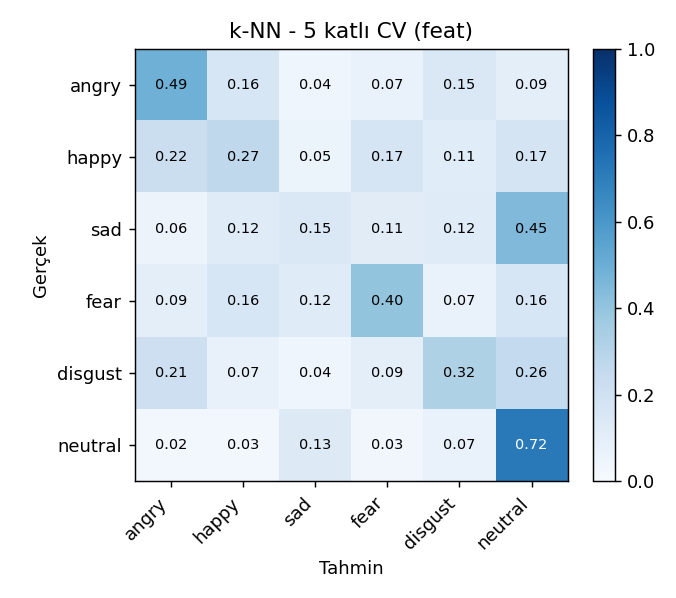 k-NN - 5 katlı CV (feat)
angry 0.49 0.16 0.04 0.07 0.15 0.09
happy 0.22 0.27 0.05 0.17 0.11 0.17
sad 0.06 0.12 0.15 0.11 0.12 0.45
fear 0.09 0.16 0.12 0.40 0.07 0.16
disgust 0.21 0.07 0.04 0.09 0.32 0.26
neutral 0.02 0.03 0.13 0.03 0.07 0.72
angry happy sad fear disgust neutral
Tahmin
Gerçek
1.0
0.8
0.6
0.4
0.2
0.0